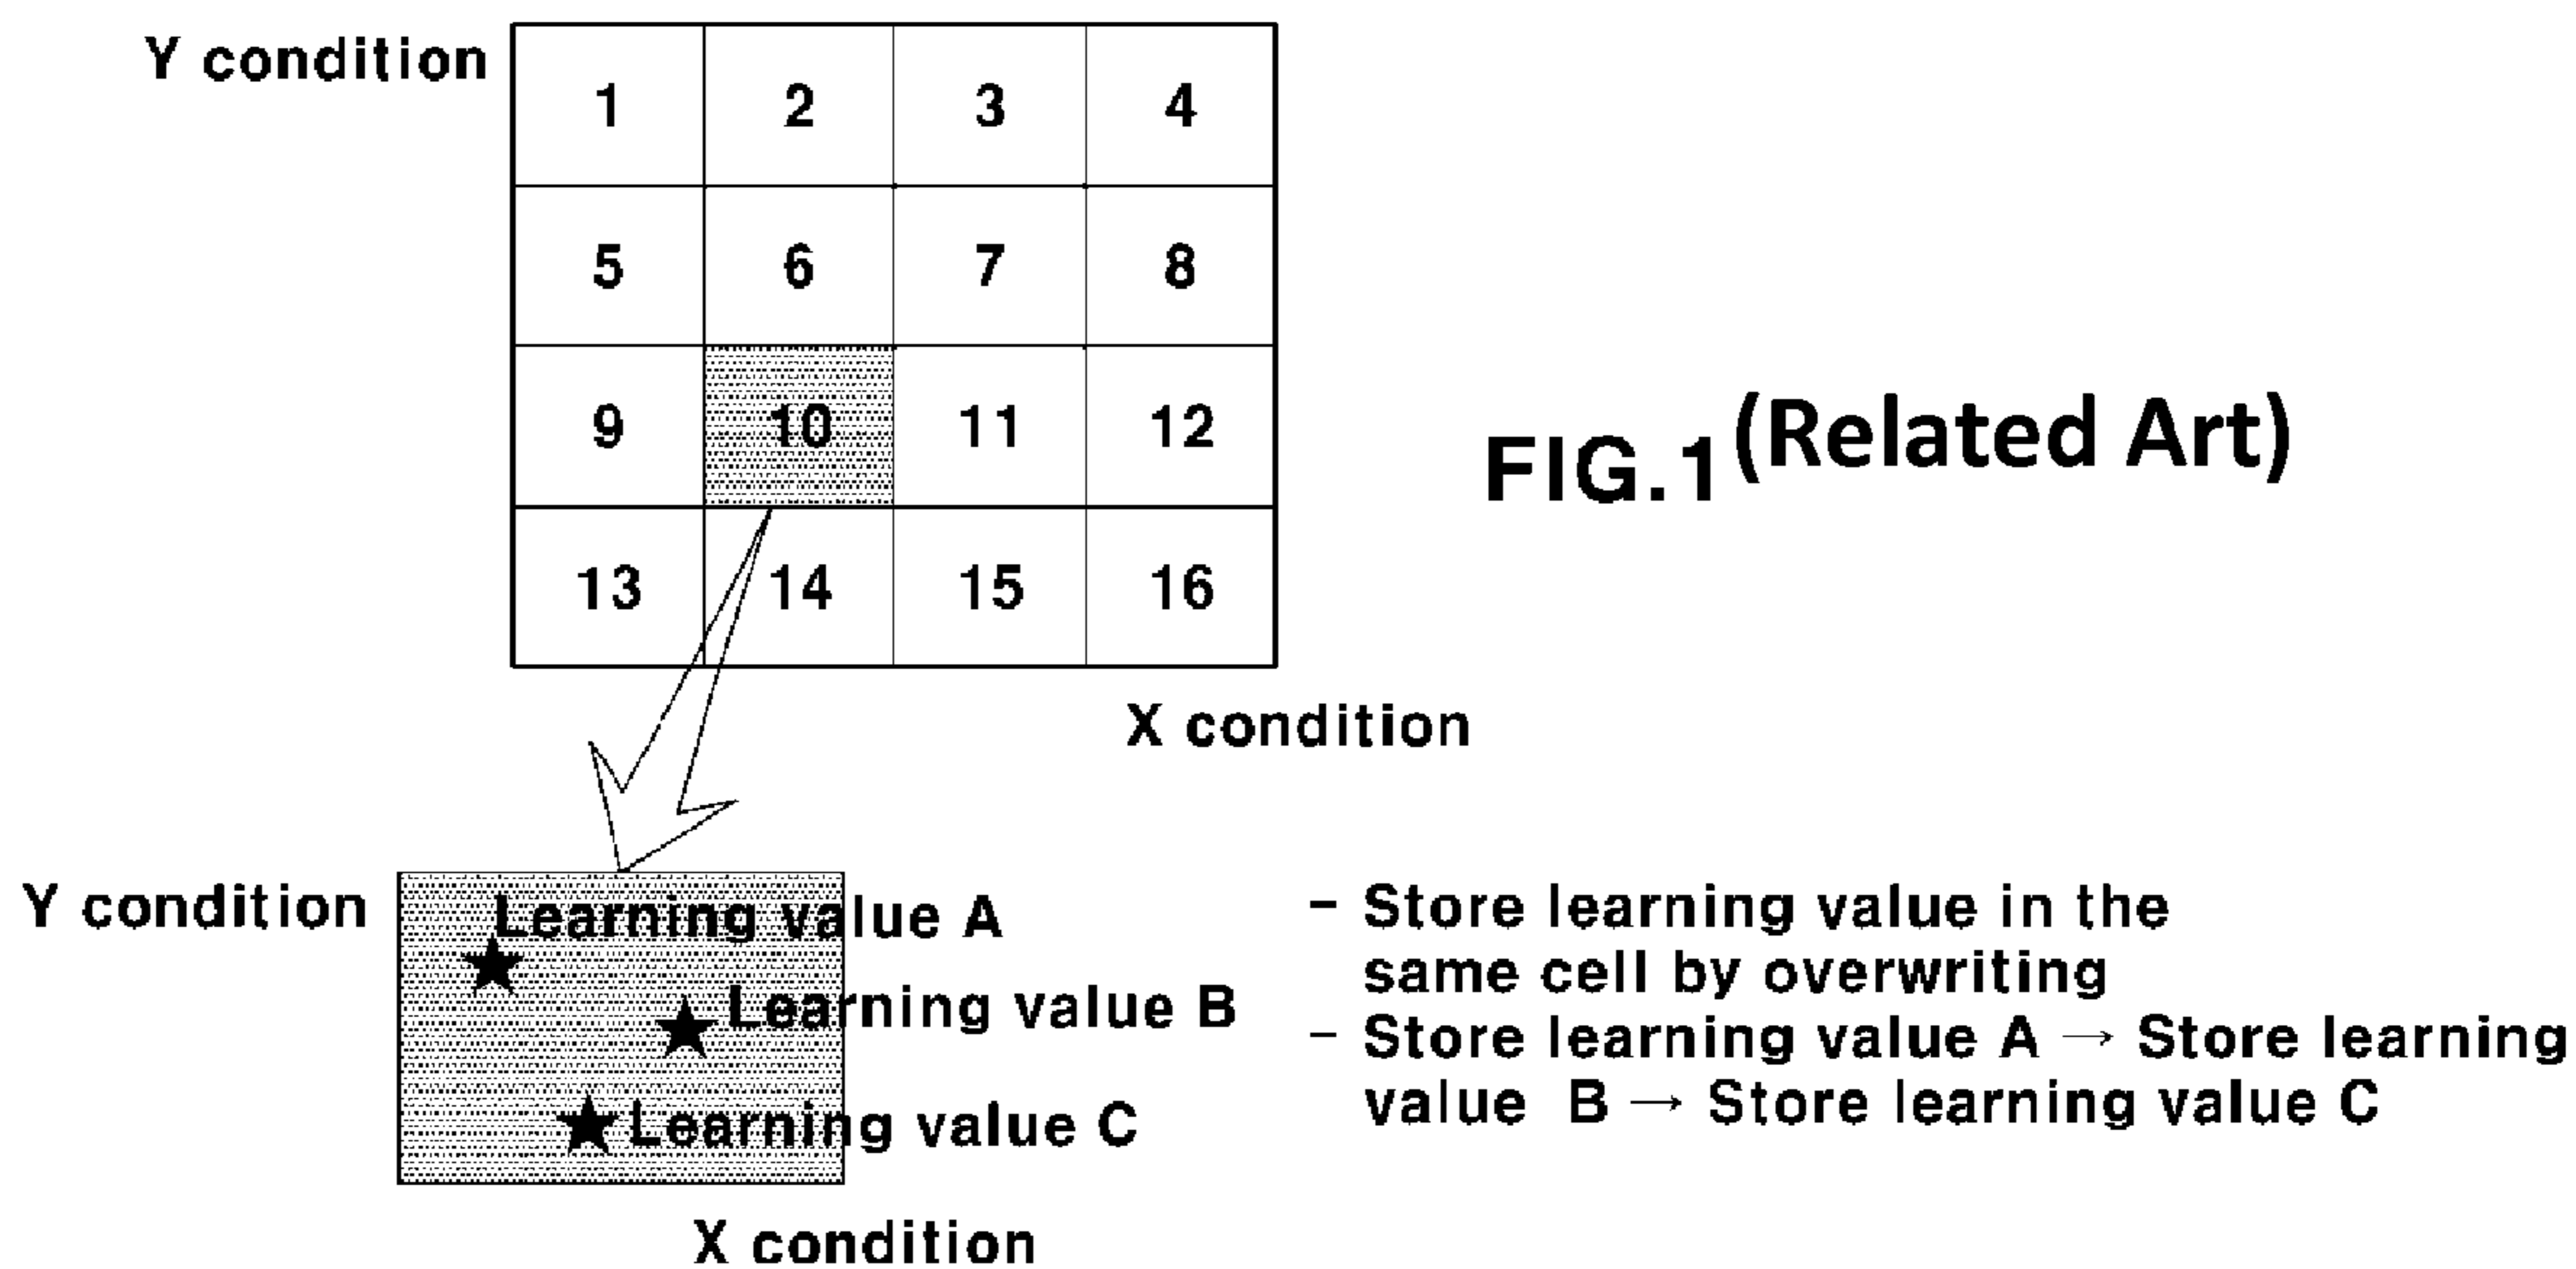 Y condition
1 2 3 4
5 6 7 8
9 10 11 12
13 14 15 16
X condition
FIG.1 (Related Art)
Y condition
Learning value A
Learning value B
Learning value C
X condition
- Store learning value in the
same cell by overwriting
- Store learning value A → Store learning
value B → Store learning value C